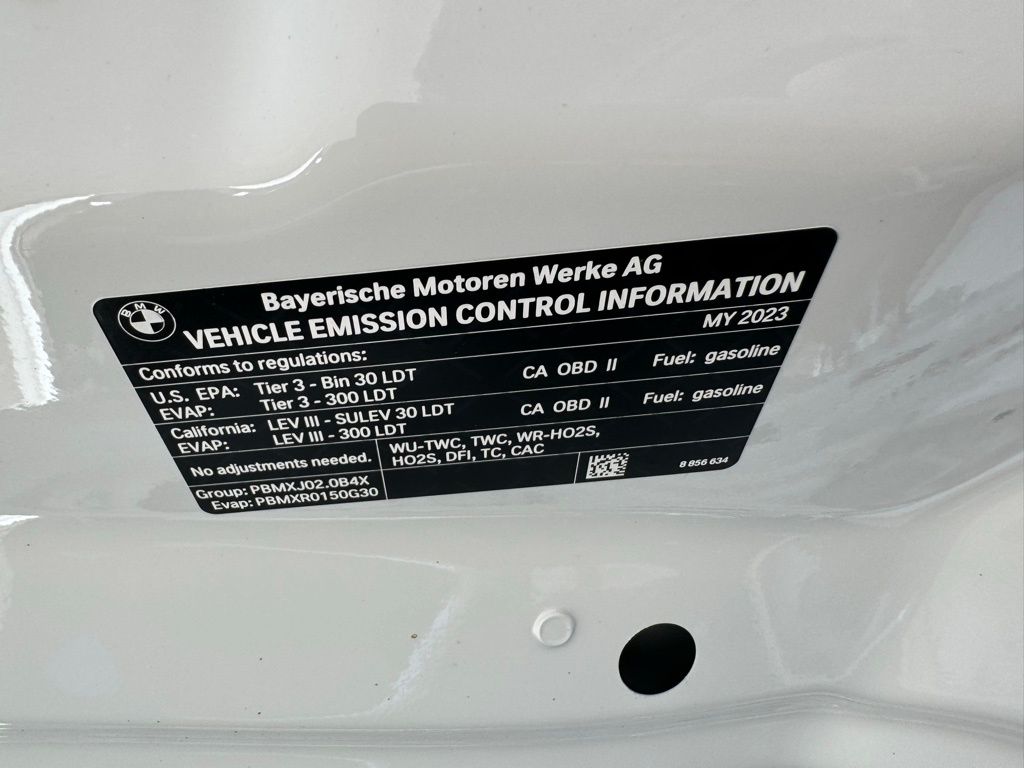 BMW
Bayerische Motoren Werke AG
VEHICLE EMISSION CONTROL INFORMATION
Conforms to regulations: MY 2023
U.S. EPA: Tier 3 - Bin 30 LDT CA OBD II Fuel: gasoline
EVAP: Tier 3 - 300 LDT
California: LEV III - SULEV 30 LDT CA OBD II Fuel: gasoline
EVAP: LEV III - 300 LDT
No adjustments needed.
WU-TWC, TWC, WR-HO2S,
HO2S, DFI, TC, CAC
Group: PBMXJ02.0B4X
Evap: PBMXR0150G30
8 856 634